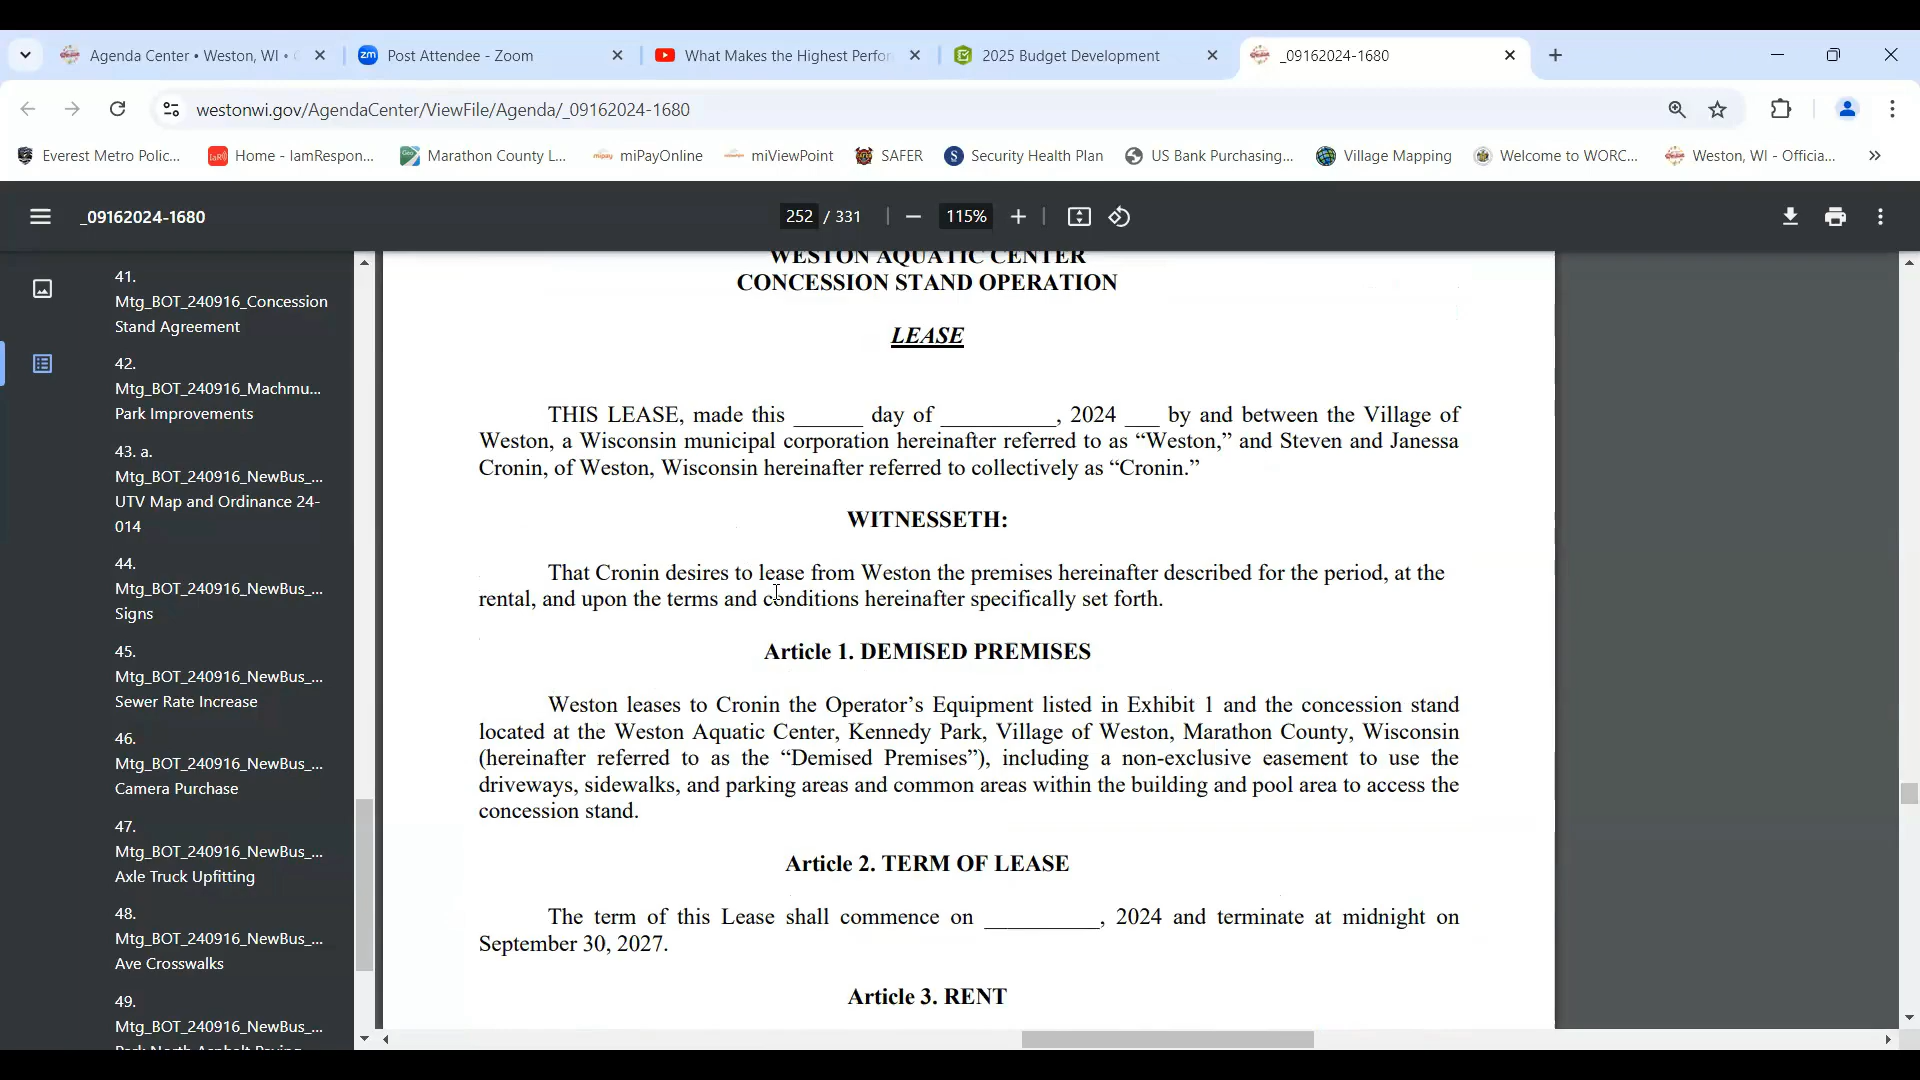 Agenda Center • Weston, WI •
Post Attendee - Zoom
What Makes the Highest Perfor
2025 Budget Development
_09162024-1680
westonwi.gov/AgendaCenter/ViewFile/Agenda/_09162024-1680
Everest Metro Polic...
Home - IamRespon...
Marathon County L...
miPayOnline
miViewPoint
SAFER
Security Health Plan
US Bank Purchasing...
Village Mapping
Welcome to WORC...
Weston, WI - Officia...
_09162024-1680
252 / 331
115%
41.
Mtg_BOT_240916_Concession
Stand Agreement
42.
Mtg_BOT_240916_Machmu...
Park Improvements
43. a.
Mtg_BOT_240916_NewBus_...
UTV Map and Ordinance 24-
014
44.
Mtg_BOT_240916_NewBus_...
Signs
45.
Mtg_BOT_240916_NewBus_...
Sewer Rate Increase
46.
Mtg_BOT_240916_NewBus_...
Camera Purchase
47.
Mtg_BOT_240916_NewBus_...
Axle Truck Upfitting
48.
Mtg_BOT_240916_NewBus_...
Ave Crosswalks
49.
Mtg_BOT_240916_NewBus_...
WESTON AQUATIC CENTER
CONCESSION STAND OPERATION
LEASE
THIS LEASE, made this ______ day of __________, 2024 ___ by and between the Village of
Weston, a Wisconsin municipal corporation hereinafter referred to as “Weston,” and Steven and Janessa
Cronin, of Weston, Wisconsin hereinafter referred to collectively as “Cronin.”
WITNESSETH:
That Cronin desires to lease from Weston the premises hereinafter described for the period, at the
rental, and upon the terms and conditions hereinafter specifically set forth.
Article 1. DEMISED PREMISES
Weston leases to Cronin the Operator’s Equipment listed in Exhibit 1 and the concession stand
located at the Weston Aquatic Center, Kennedy Park, Village of Weston, Marathon County, Wisconsin
(hereinafter referred to as the “Demised Premises”), including a non-exclusive easement to use the
driveways, sidewalks, and parking areas and common areas within the building and pool area to access the
concession stand.
Article 2. TERM OF LEASE
The term of this Lease shall commence on __________, 2024 and terminate at midnight on
September 30, 2027.
Article 3. RENT